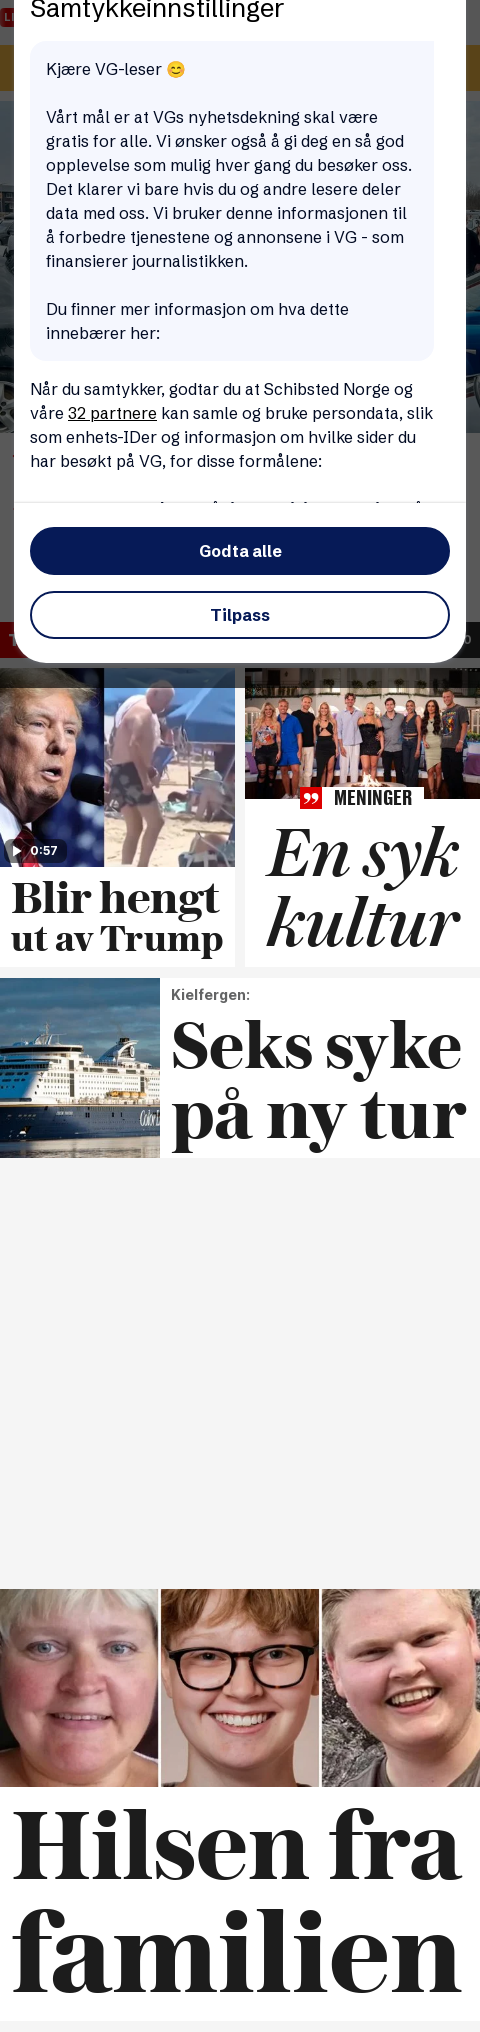 Samtykkeinnstillinger
Kjære VG-leser 😊
Vårt mål er at VGs nyhetsdekning skal være
gratis for alle. Vi ønsker også å gi deg en så god
opplevelse som mulig hver gang du besøker oss.
Det klarer vi bare hvis du og andre lesere deler
data med oss. Vi bruker denne informasjonen til
å forbedre tjenestene og annonsene i VG - som
finansierer journalistikken.
Du finner mer informasjon om hva dette
innebærer her:
Når du samtykker, godtar du at Schibsted Norge og
våre 32 partnere kan samle og bruke persondata, slik
som enhets-IDer og informasjon om hvilke sider du
har besøkt på VG, for disse formålene:
Godta alle
Tilpass
0:57
Blir hengt
ut av Trump
MENINGER
En syk
kultur
Kielfergen:
Seks syke
på ny tur
Hilsen fra
familien